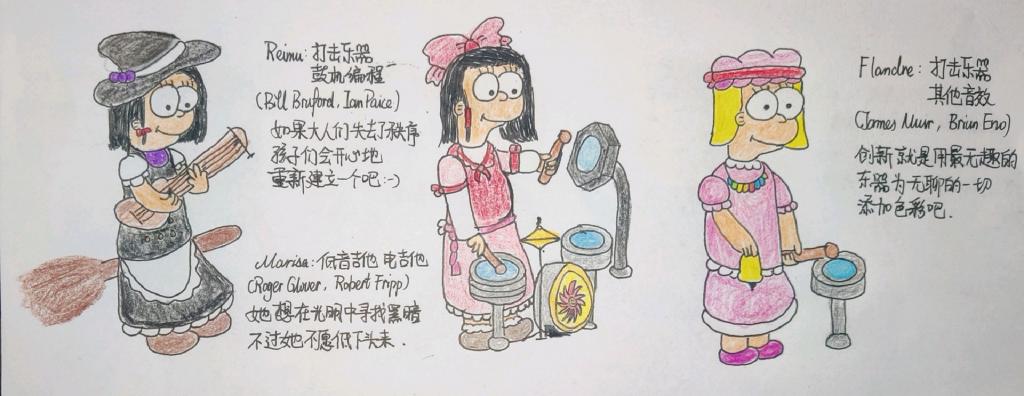 Reimu: 打击乐器
鼓机编程
(Bill Bruford, Ian Paice)
如果大人们失去了秩序
孩子们会开心地
重新建立一个吧:-)
Marisa: 低音吉他 电吉他
(Roger Glover, Robert Fripp)
她想在光明中寻找黑暗
不过她不愿低下头来.
Flandre: 打击乐器
其他音效
(James Muir, Brian Eno)
创新就是用最无趣的
乐器为无聊的一切
添加色彩吧.